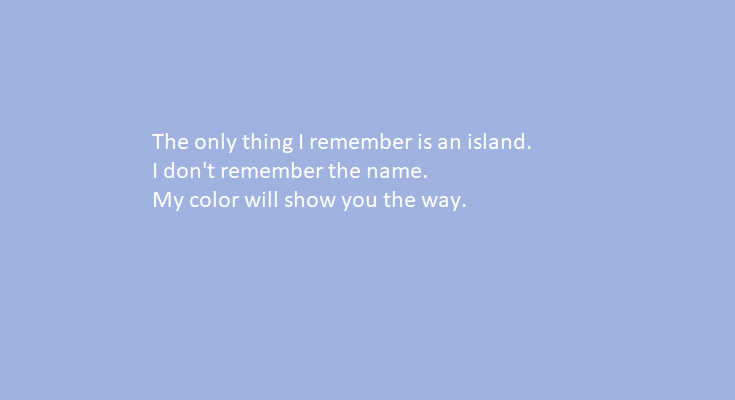 The only thing I remember is an island.
I don't remember the name.
My color will show you the way.